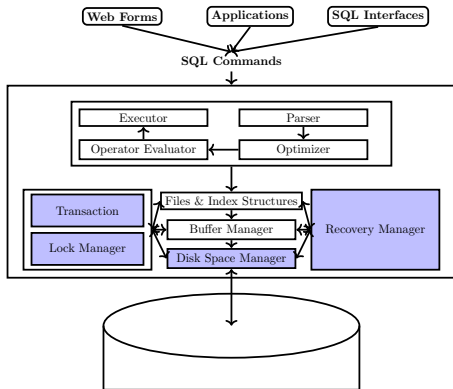 Web Forms
Applications
SQL Interfaces
SQL Commands
Executor
Parser
Operator Evaluator
Optimizer
Files & Index Structures
Transaction
Buffer Manager
Recovery Manager
Lock Manager
Disk Space Manager